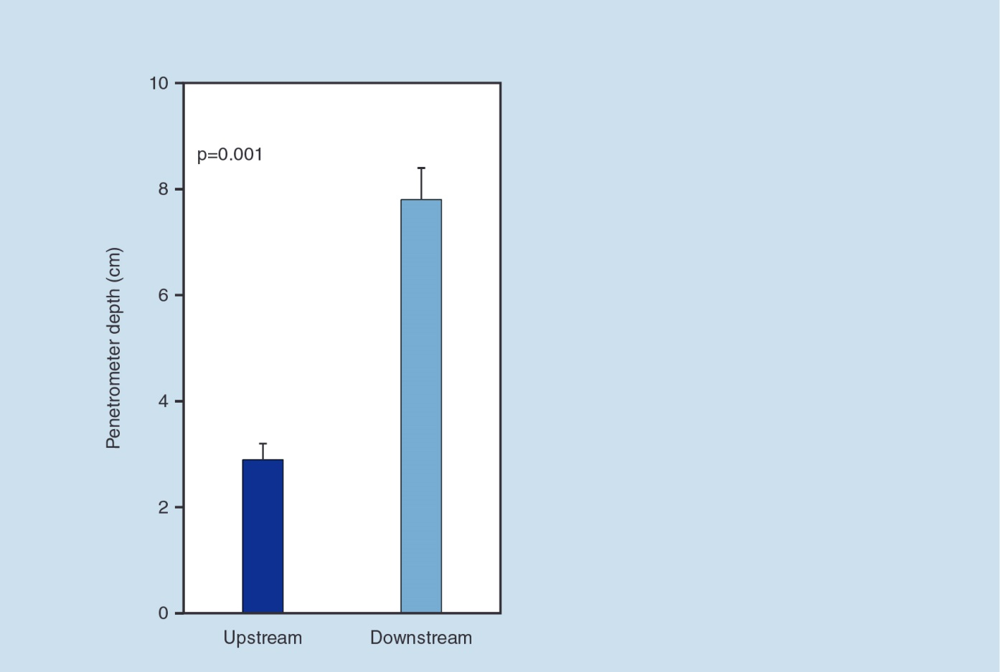 10
p=0.001
8
6
4
2
0
Penetrometer depth (cm)
Upstream
Downstream